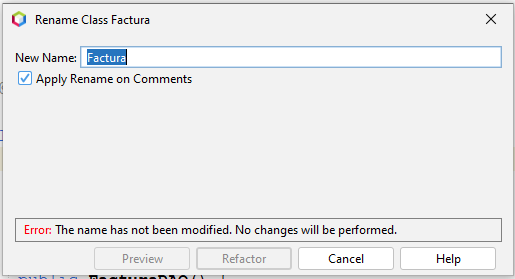 Rename Class Factura
New Name: Factura
Apply Rename on Comments
Error: The name has not been modified. No changes will be performed.
Preview Refactor Cancel Help